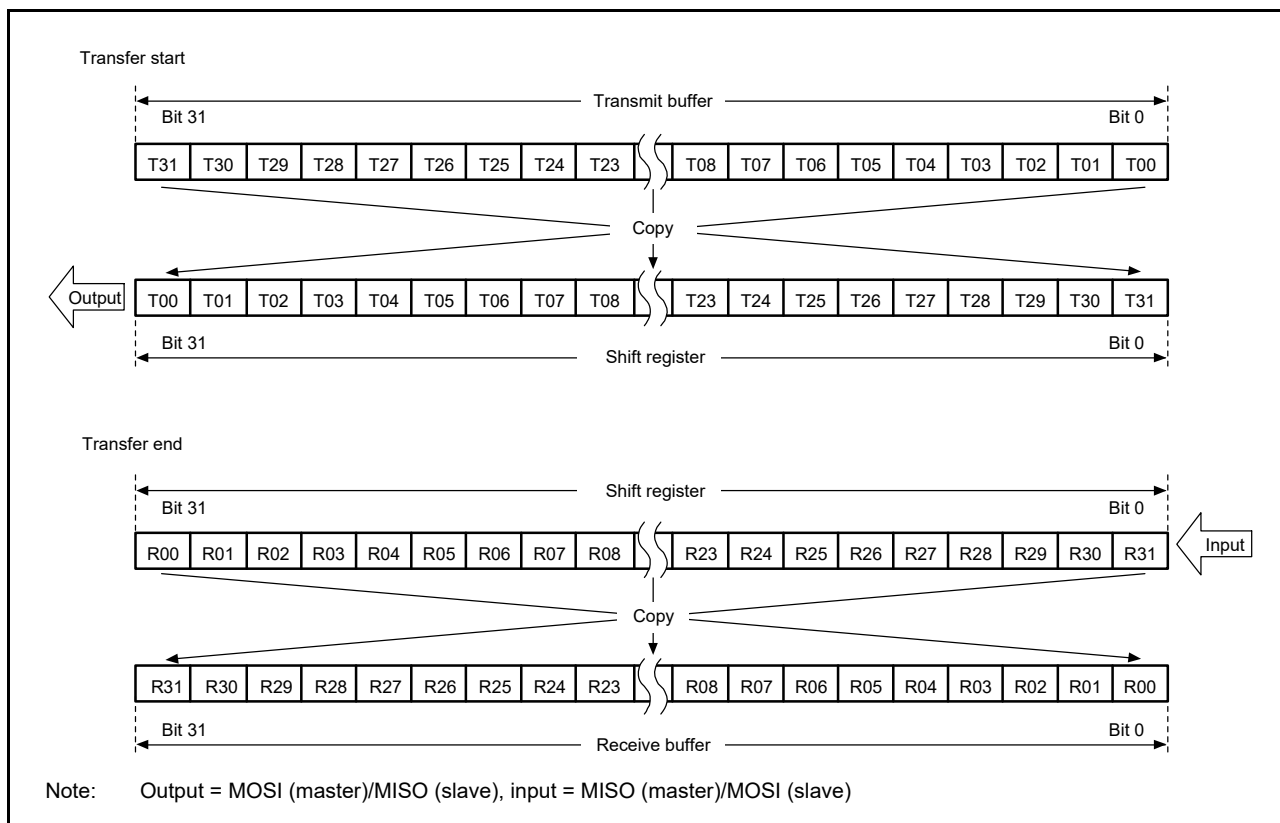 Transfer start
Transmit buffer
Bit 31 Bit 0
T31 T30 T29 T28 T27 T26 T25 T24 T23 T08 T07 T06 T05 T04 T03 T02 T01 T00
Copy
Output T00 T01 T02 T03 T04 T05 T06 T07 T08 T23 T24 T25 T26 T27 T28 T29 T30 T31
Bit 31 Bit 0
Shift register
Transfer end
Shift register
Bit 31 Bit 0
R00 R01 R02 R03 R04 R05 R06 R07 R08 R23 R24 R25 R26 R27 R28 R29 R30 R31 Input
Copy
R31 R30 R29 R28 R27 R26 R25 R24 R23 R08 R07 R06 R05 R04 R03 R02 R01 R00
Bit 31 Bit 0
Receive buffer
Note: Output = MOSI (master)/MISO (slave), input = MISO (master)/MOSI (slave)